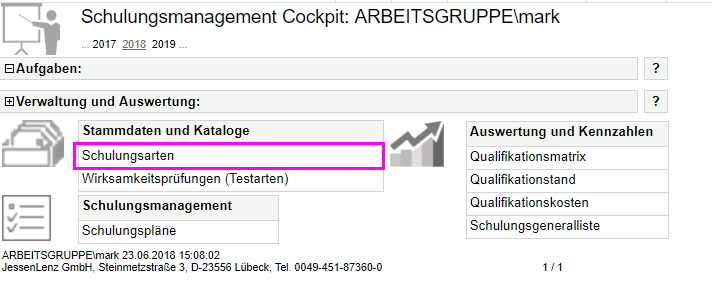 Schulungsmanagement Cockpit: ARBEITSGRUPPE\mark
... 2017 2018 2019 ...
Aufgaben: ?
Verwaltung und Auswertung: ?
Stammdaten und Kataloge
Schulungsarten
Wirksamkeitsprüfungen (Testarten)
Schulungsmanagement
Schulungspläne
Auswertung und Kennzahlen
Qualifikationsmatrix
Qualifikationstand
Qualifikationskosten
Schulungsgeneralliste
ARBEITSGRUPPE\mark 23.06.2018 15:08:02
JessenLenz GmbH, Steinmetzstraße 3, D-23556 Lübeck, Tel. 0049-451-87360-0 1 / 1